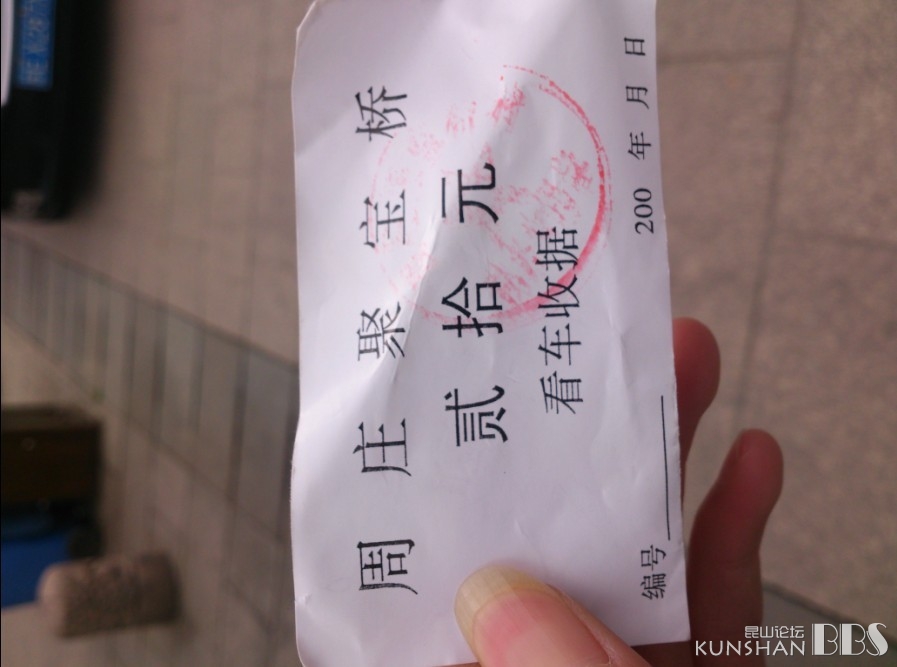 周庄聚宝桥
贰拾元
看车收据
编号 200 年 月 日
昆山论坛
KUNSHAN BBS